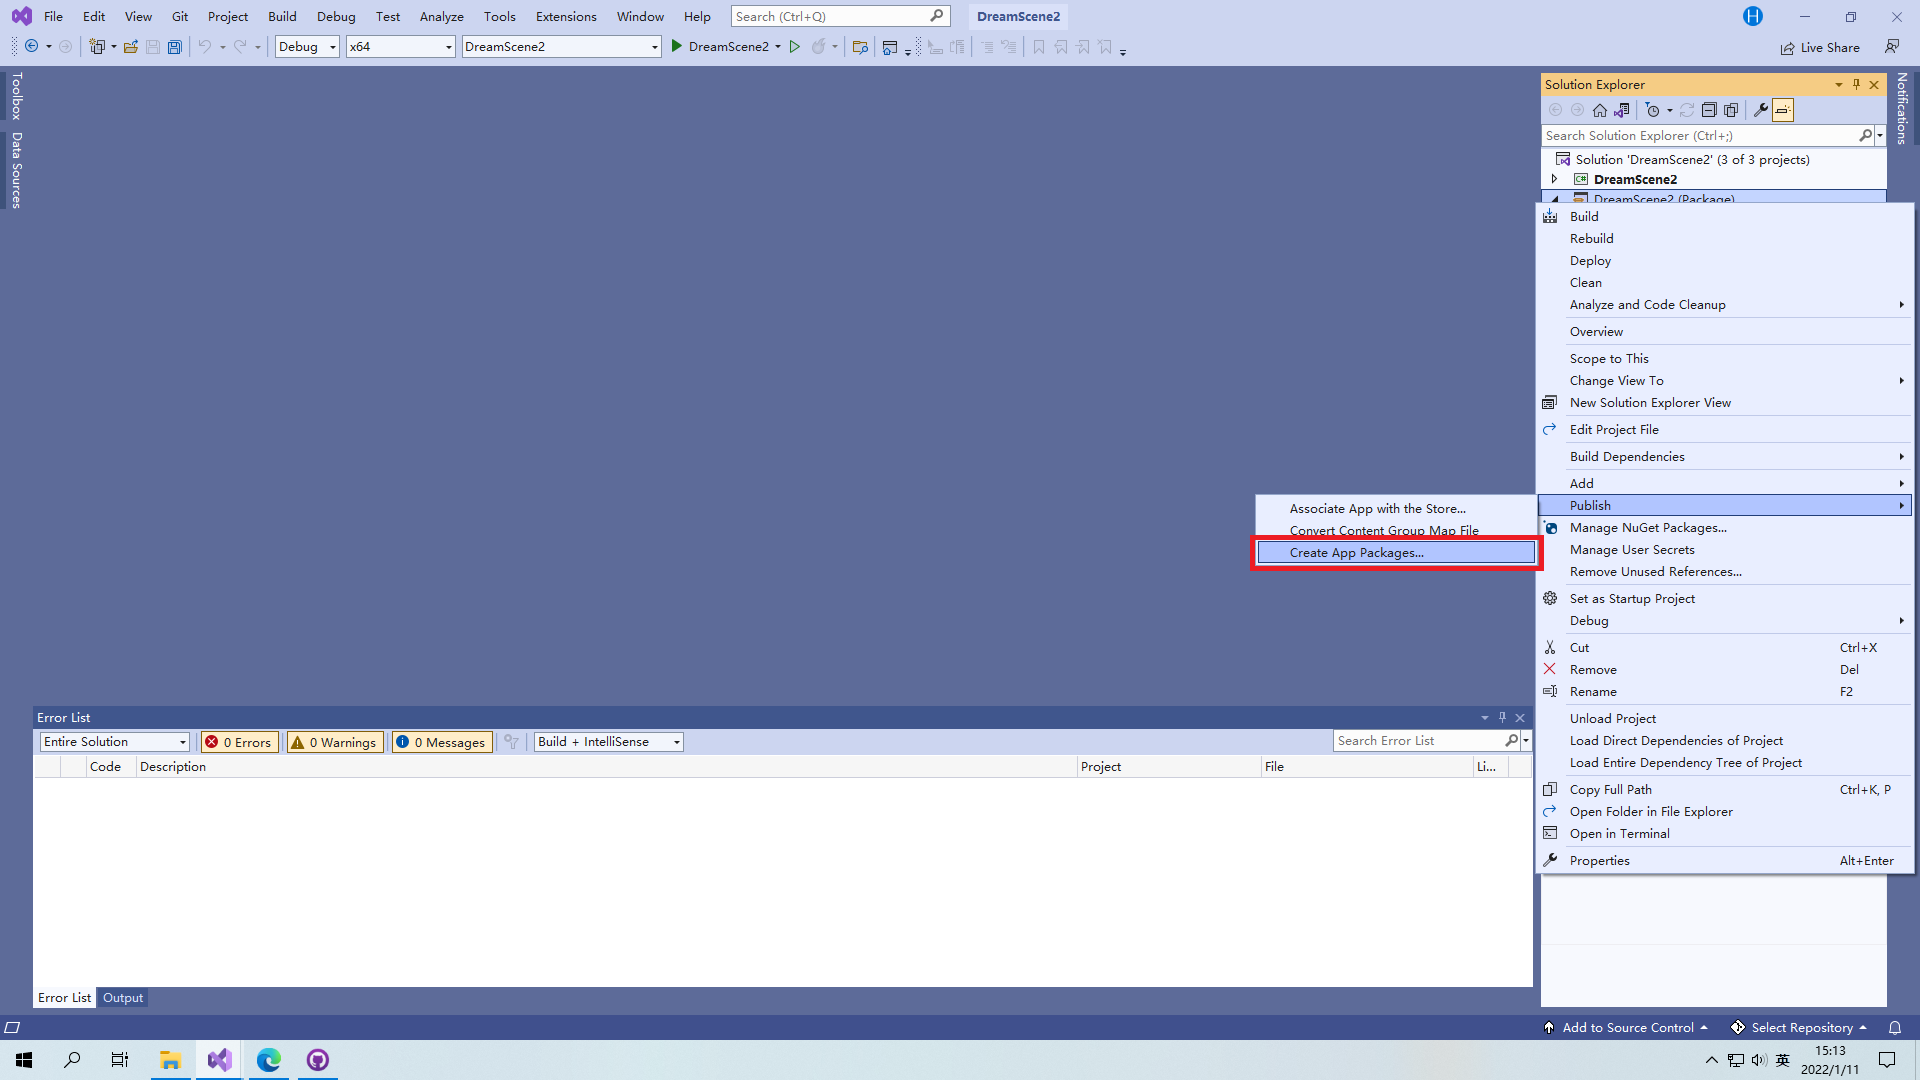 File Edit View Git Project Build Debug Test Analyze Tools Extensions Window Help Search (Ctrl+Q) DreamScene2
Debug x64 DreamScene2 DreamScene2 Live Share
Toolbox
Data Sources
Notifications
Solution Explorer
Search Solution Explorer (Ctrl+;)
Solution 'DreamScene2' (3 of 3 projects)
C# DreamScene2
DreamScene2 (Package)
Build
Rebuild
Deploy
Clean
Analyze and Code Cleanup
Overview
Scope to This
Change View To
New Solution Explorer View
Edit Project File
Build Dependencies
Add
Publish
Associate App with the Store...
Convert Content Group Map File
Create App Packages...
Manage NuGet Packages...
Manage User Secrets
Remove Unused References...
Set as Startup Project
Debug
Cut Ctrl+X
Remove Del
Rename F2
Unload Project
Load Direct Dependencies of Project
Load Entire Dependency Tree of Project
Copy Full Path Ctrl+K, P
Open Folder in File Explorer
Open in Terminal
Properties Alt+Enter
Error List
Entire Solution 0 Errors 0 Warnings 0 Messages Build + IntelliSense Search Error List
Code Description Project File Li...
Error List Output
Add to Source Control Select Repository
英 15:13
2022/1/11
H